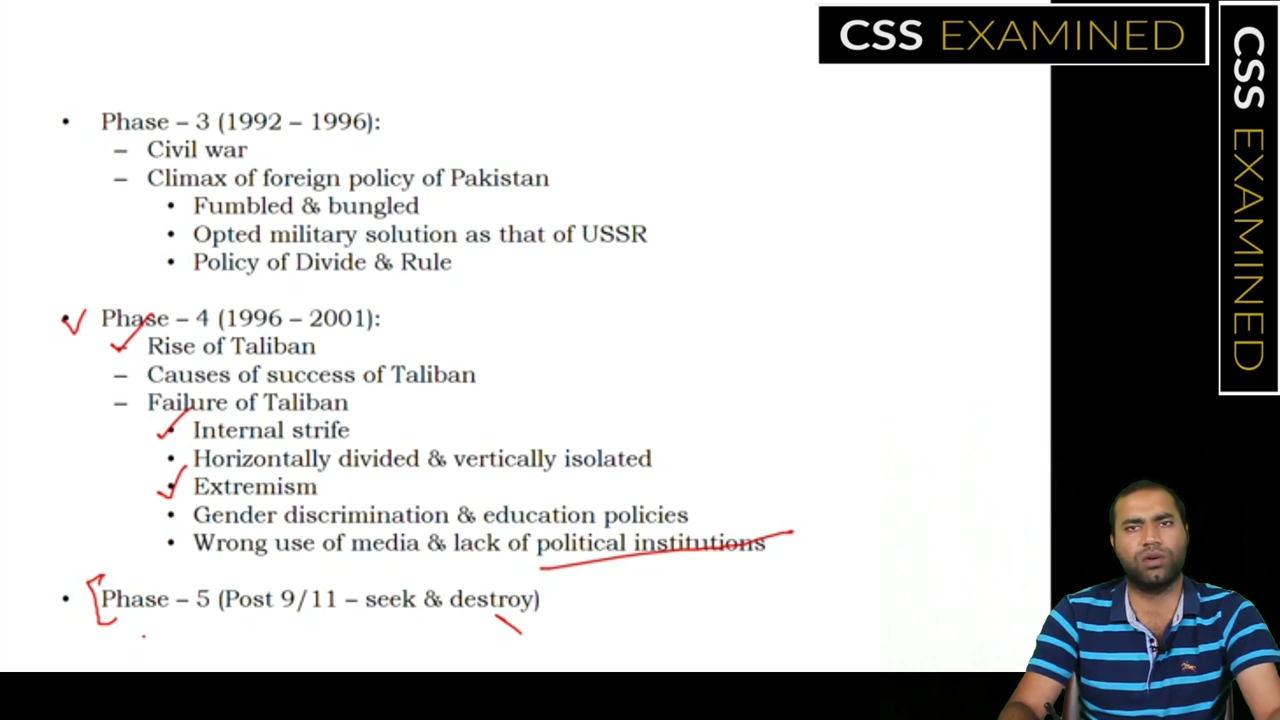 CSS EXAMINED
CSS EXAMINED
• Phase – 3 (1992 – 1996):
– Civil war
– Climax of foreign policy of Pakistan
• Fumbled & bungled
• Opted military solution as that of USSR
• Policy of Divide & Rule
• Phase – 4 (1996 – 2001):
– Rise of Taliban
– Causes of success of Taliban
– Failure of Taliban
• Internal strife
• Horizontally divided & vertically isolated
• Extremism
• Gender discrimination & education policies
• Wrong use of media & lack of political institutions
• Phase – 5 (Post 9/11 – seek & destroy)